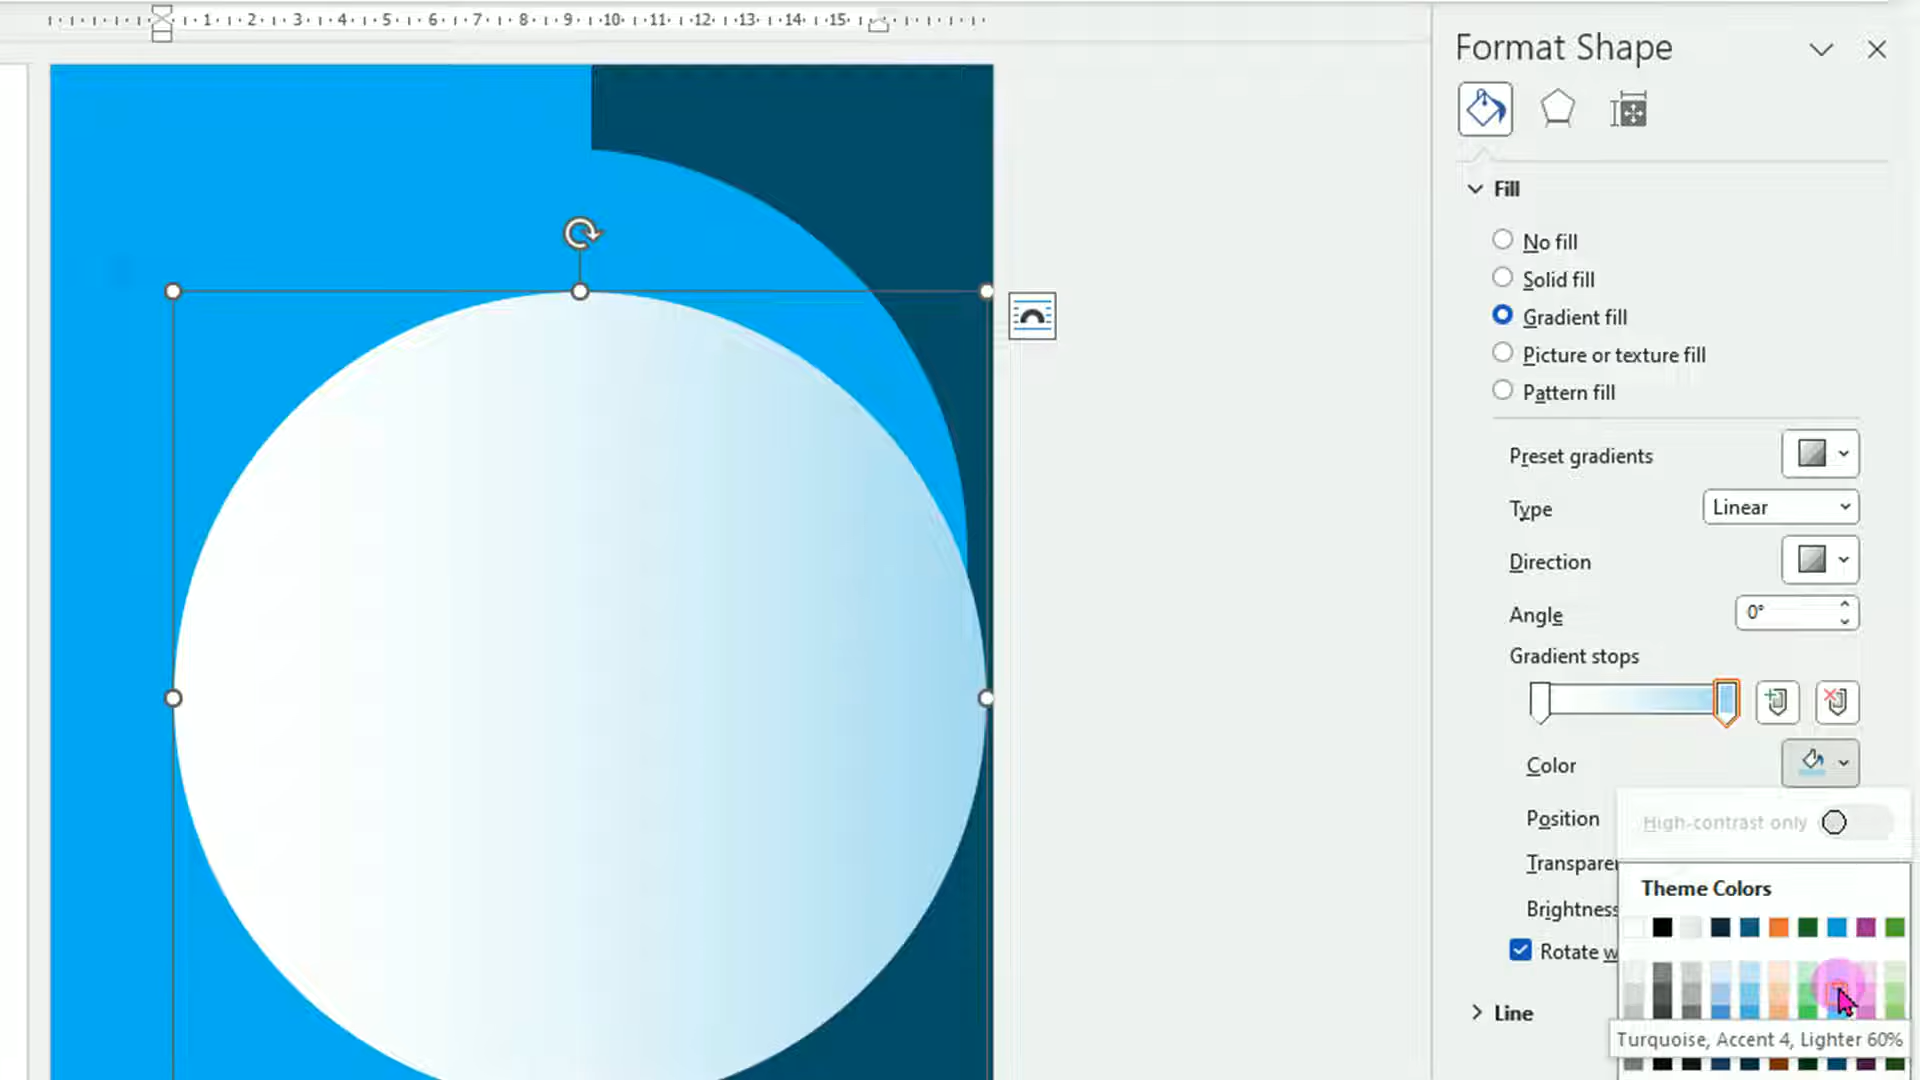 1 2 3 4 5 6 7 8 9 10 11 12 13 14 15
Format Shape
Fill
No fill
Solid fill
Gradient fill
Picture or texture fill
Pattern fill
Preset gradients
Type Linear
Direction
Angle 0°
Gradient stops
Color
Position
High-contrast only
Transparen
Theme Colors
Brightness
Rotate w
Line
Turquoise, Accent 4, Lighter 60%